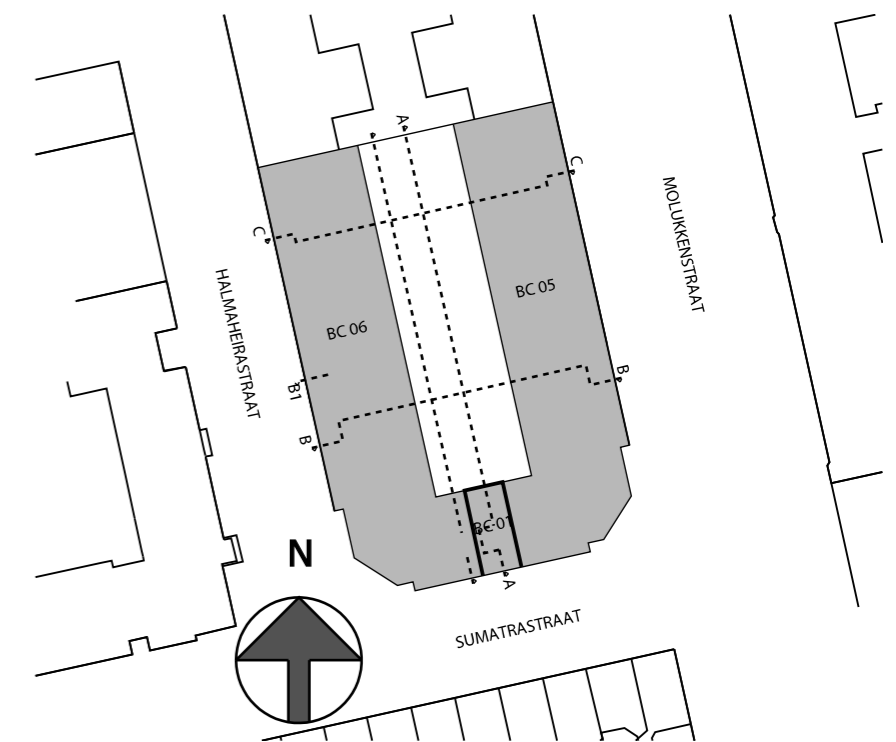 A
C
C
MOLUKKENSTRAAT
HALMAHEIRASTRAAT
BC 05
BC 06
B
B1
B
BC 01
N
A
SUMATRASTRAAT